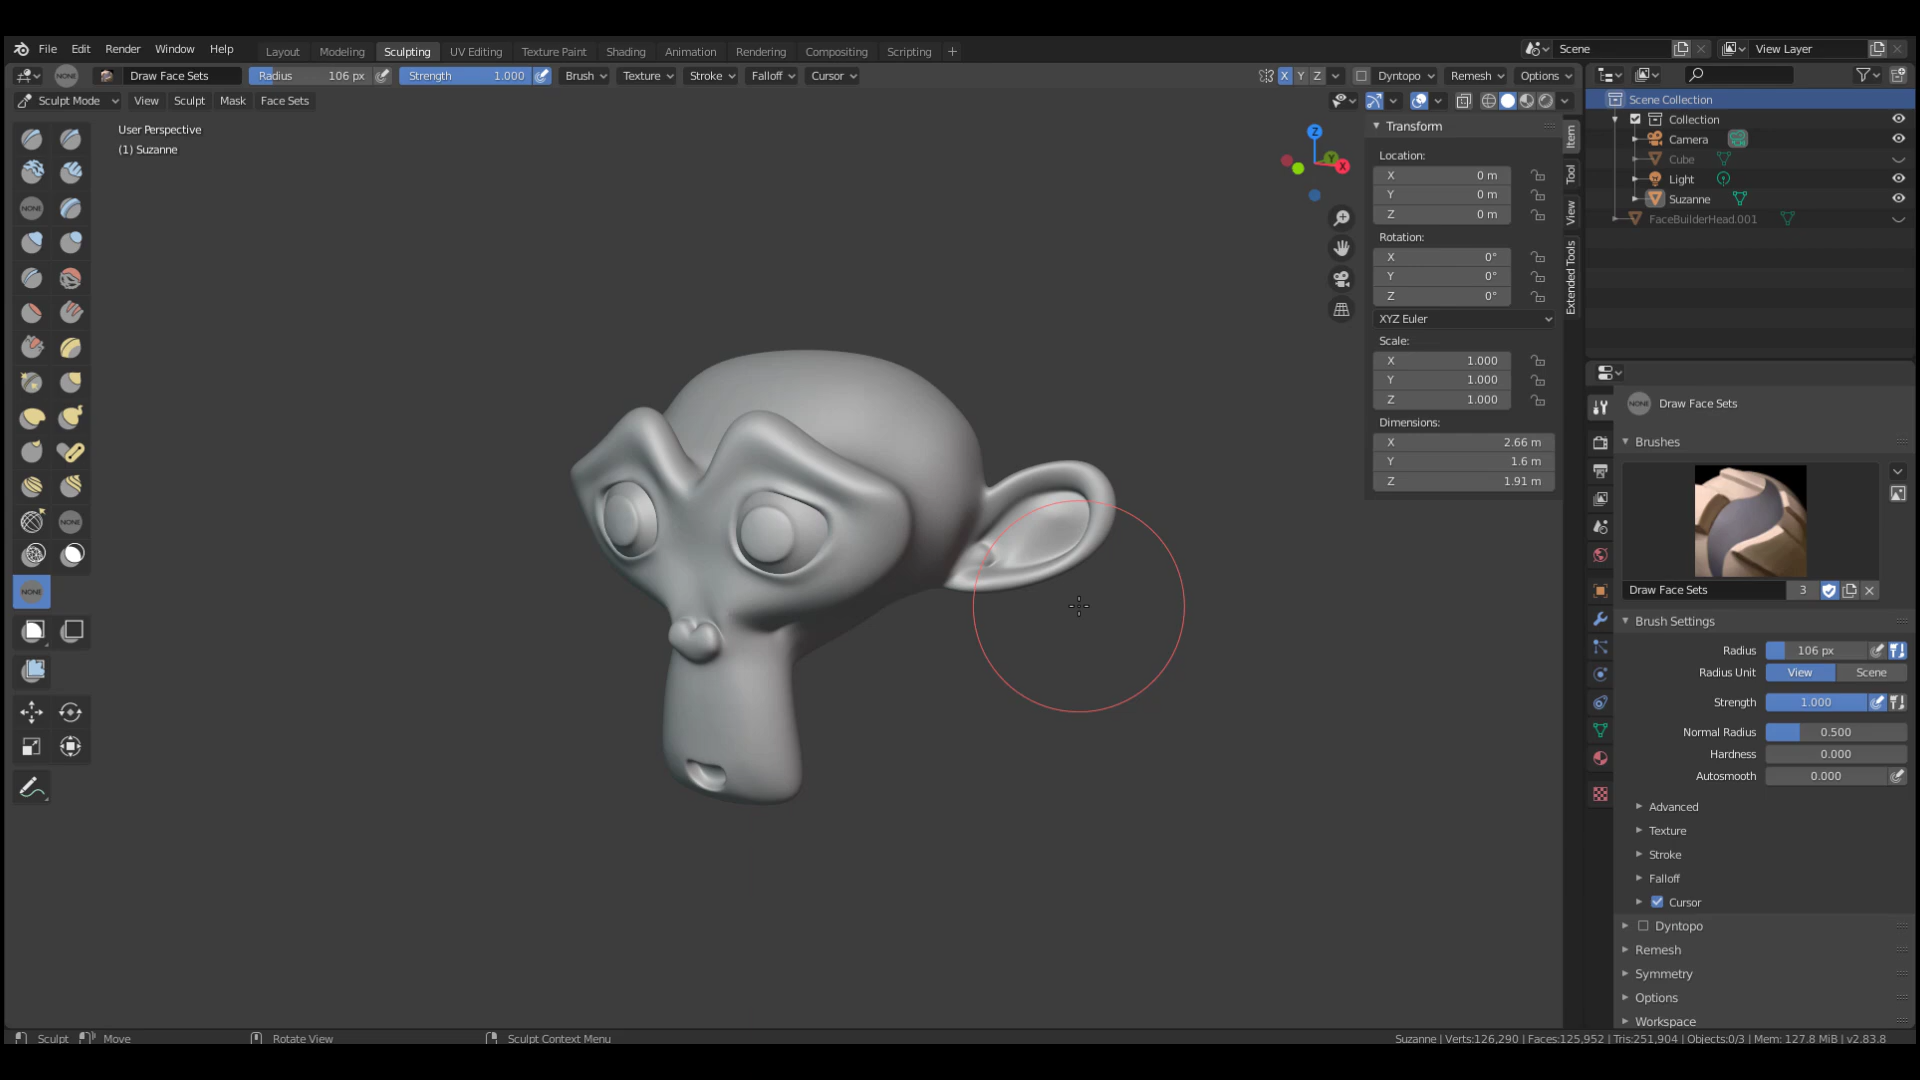 File Edit Render Window Help Layout Modeling Sculpting UV Editing Texture Paint Shading Animation Rendering Compositing Scripting + Scene View Layer
NONE Draw Face Sets Radius 106 px Strength 1.000 Brush Texture Stroke Falloff Cursor X Y Z Dyntopo Remesh Options
Sculpt Mode View Sculpt Mask Face Sets
User Perspective
(1) Suzanne
NONE
NONE
NONE
Z
Y
X
Transform
Location:
X 0 m
Y 0 m
Z 0 m
Rotation:
X 0°
Y 0°
Z 0°
XYZ Euler
Scale:
X 1.000
Y 1.000
Z 1.000
Dimensions:
X 2.66 m
Y 1.6 m
Z 1.91 m
Item
Tool
View
Extended Tools
Scene Collection
Collection
Camera
Cube
Light
Suzanne
FaceBuilderHead.001
NONE Draw Face Sets
Brushes
Draw Face Sets 3
Brush Settings
Radius 106 px
Radius Unit View Scene
Strength 1.000
Normal Radius 0.500
Hardness 0.000
Autosmooth 0.000
Advanced
Texture
Stroke
Falloff
Cursor
Dyntopo
Remesh
Symmetry
Options
Workspace
Sculpt Move Rotate View Sculpt Context Menu Suzanne | Verts:126,290 | Faces:125,952 | Tris:251,904 | Objects:0/3 | Mem: 127.8 MiB | v2.83.8